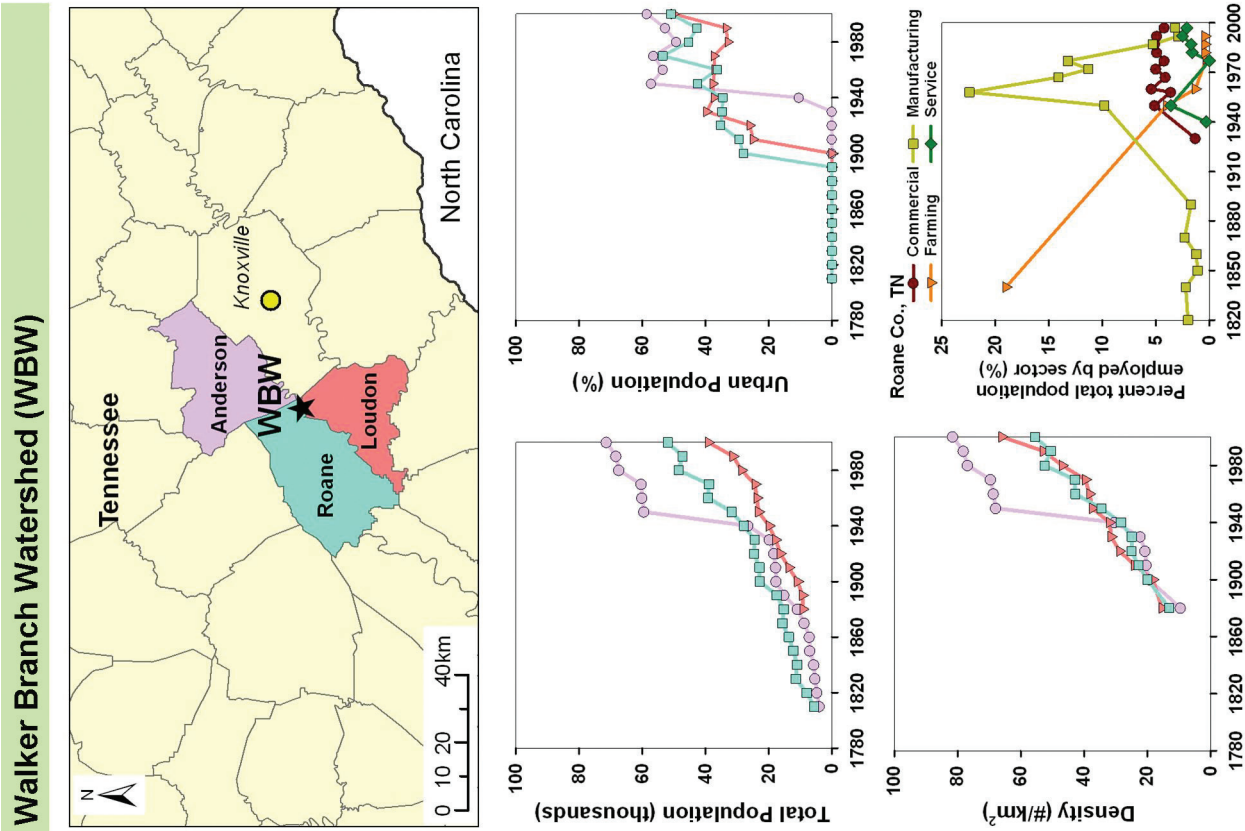 Walker Branch Watershed (WBW)
N
Tennessee
Anderson
WBW
Knoxville
Roane
Loudon
North Carolina
0 10 20 40km
Total Population (thousands)
100
80
60
40
20
0
1780 1820 1860 1900 1940 1980
Urban Population (%)
100
80
60
40
20
0
1780 1820 1860 1900 1940 1980
Density (#/km²)
100
80
60
40
20
0
1780 1820 1860 1900 1940 1980
Roane Co., TN
Commercial Manufacturing
Farming Service
Percent total population
employed by sector (%)
25
20
15
10
5
0
1820 1850 1880 1910 1940 1970 2000